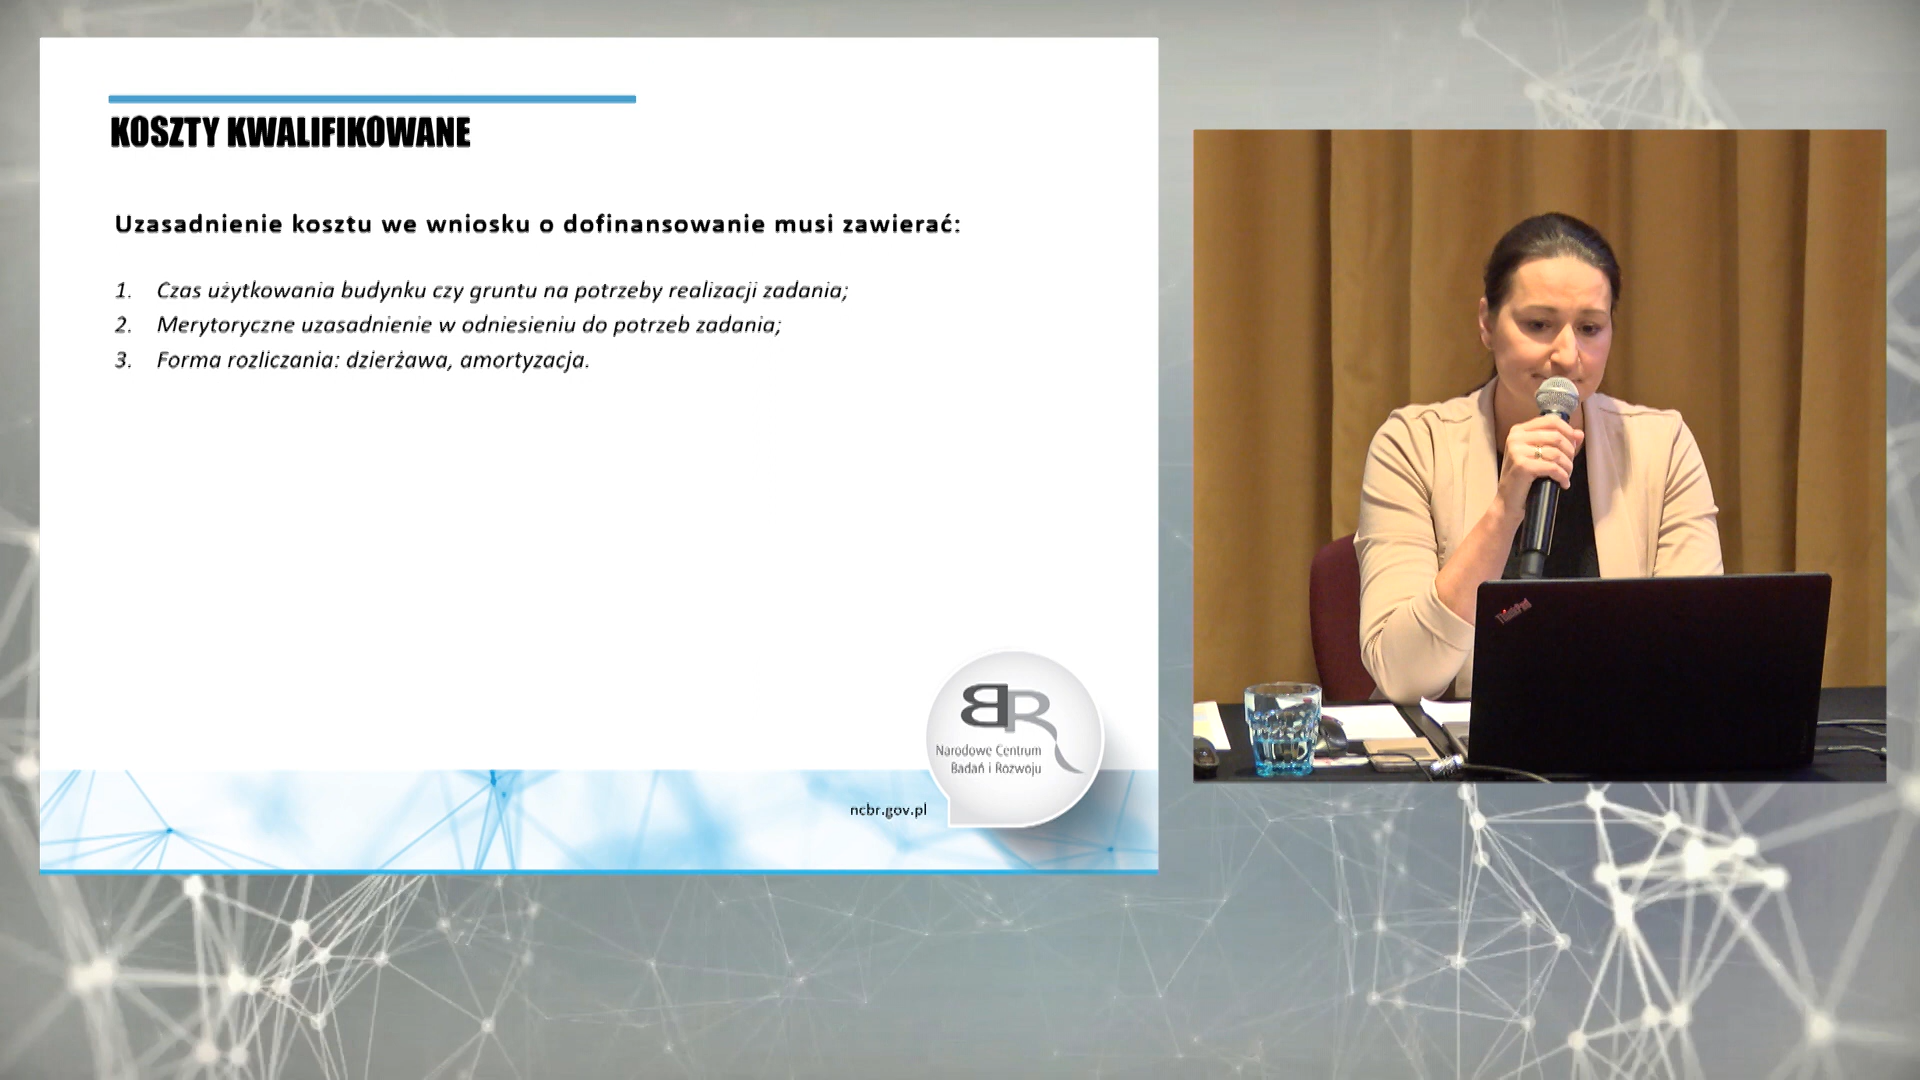 KOSZTY KWALIFIKOWANE
Uzasadnienie kosztu we wniosku o dofinansowanie musi zawierać:
1. Czas użytkowania budynku czy gruntu na potrzeby realizacji zadania;
2. Merytoryczne uzasadnienie w odniesieniu do potrzeb zadania;
3. Forma rozliczania: dzierżawa, amortyzacja.
BR
Narodowe Centrum
Badań i Rozwoju
ncbr.gov.pl
ThinkPad